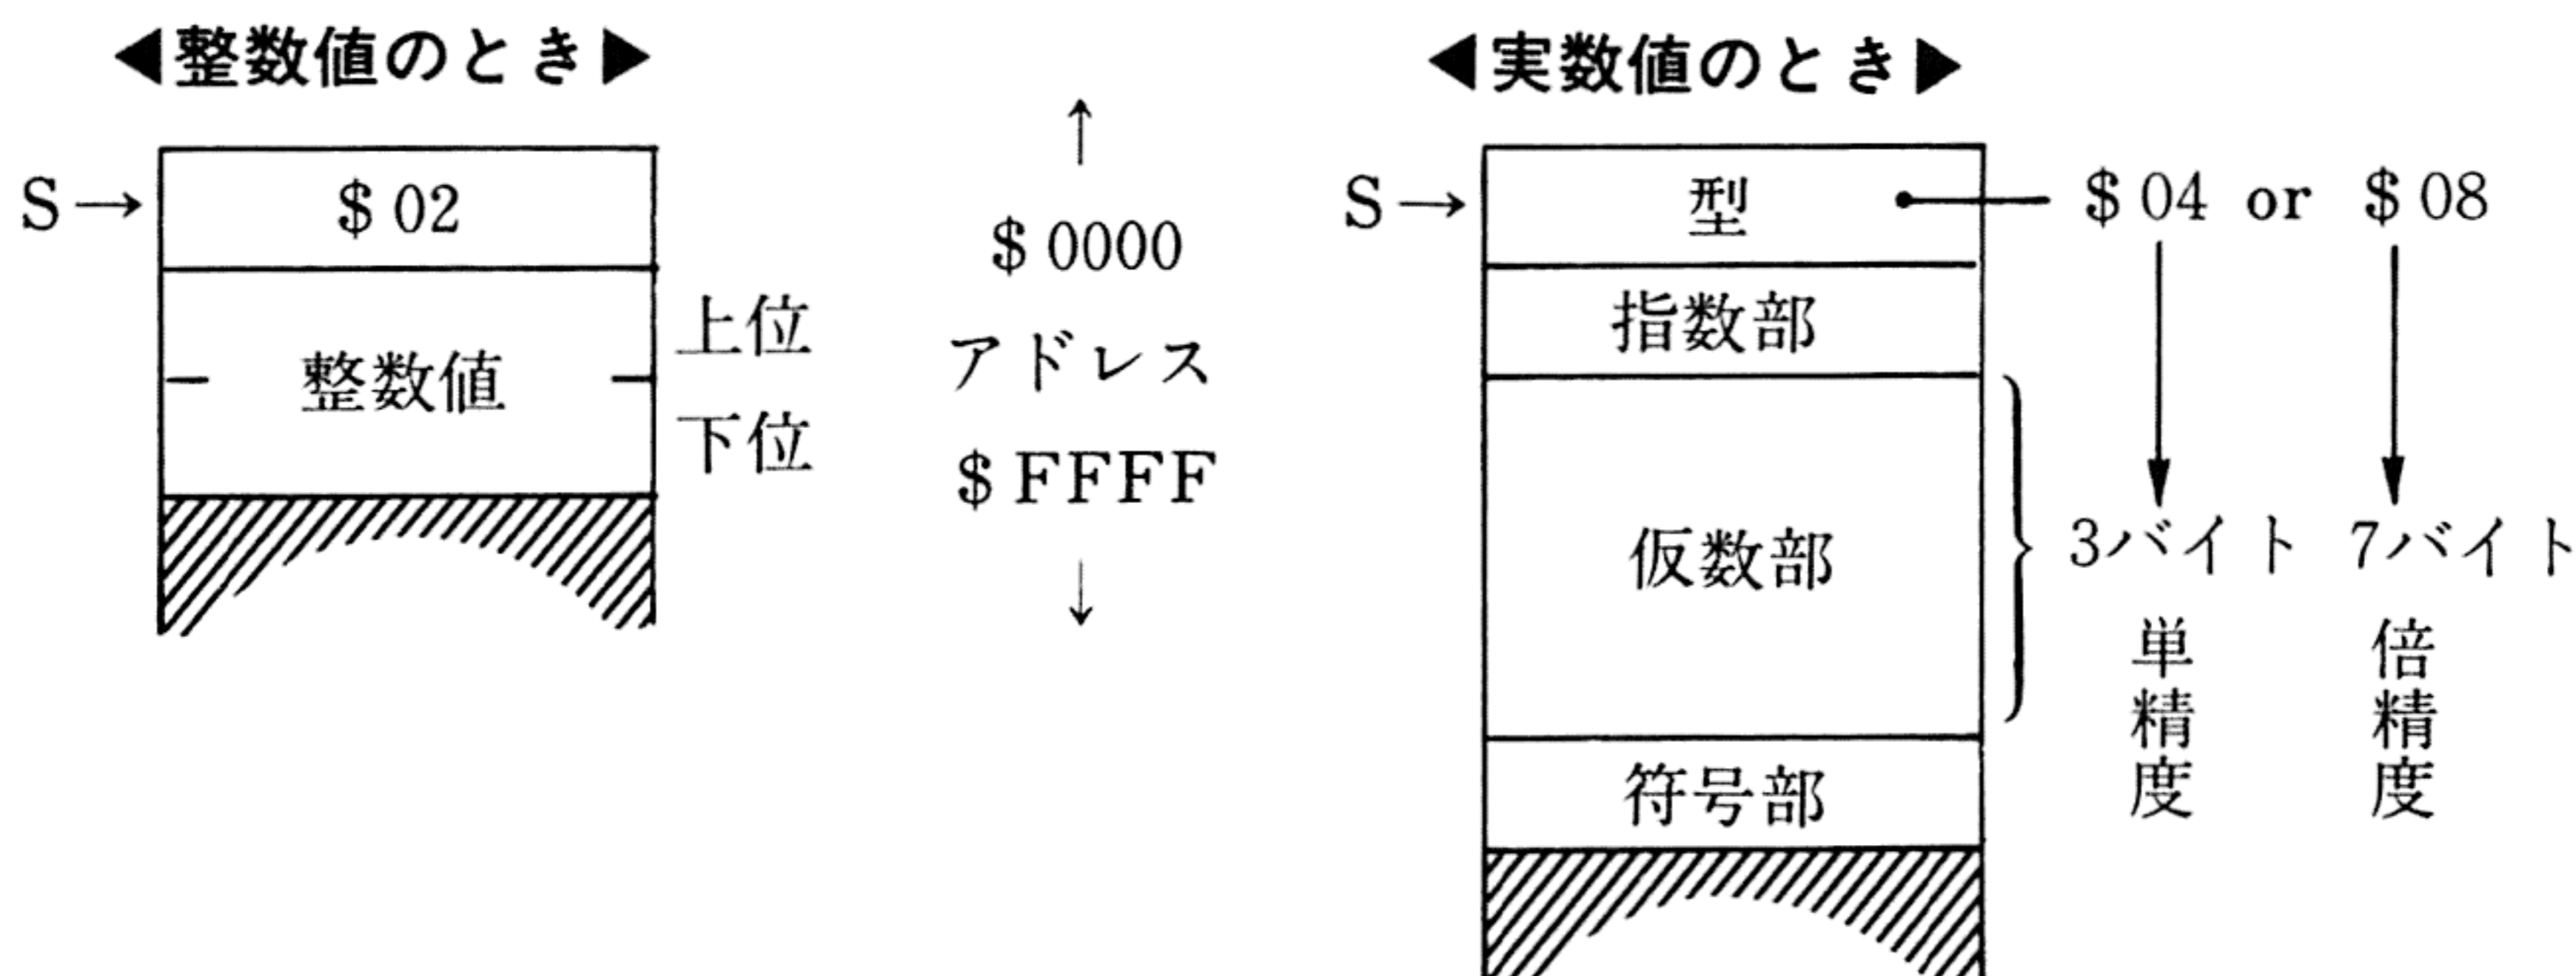 ◀整数値のとき▶
S→
$02
整数値
上位
下位
↑
$0000
アドレス
$FFFF
↓
◀実数値のとき▶
S→
型
$04 or $08
指数部
仮数部
3バイト 7バイト
単精度
倍精度
符号部